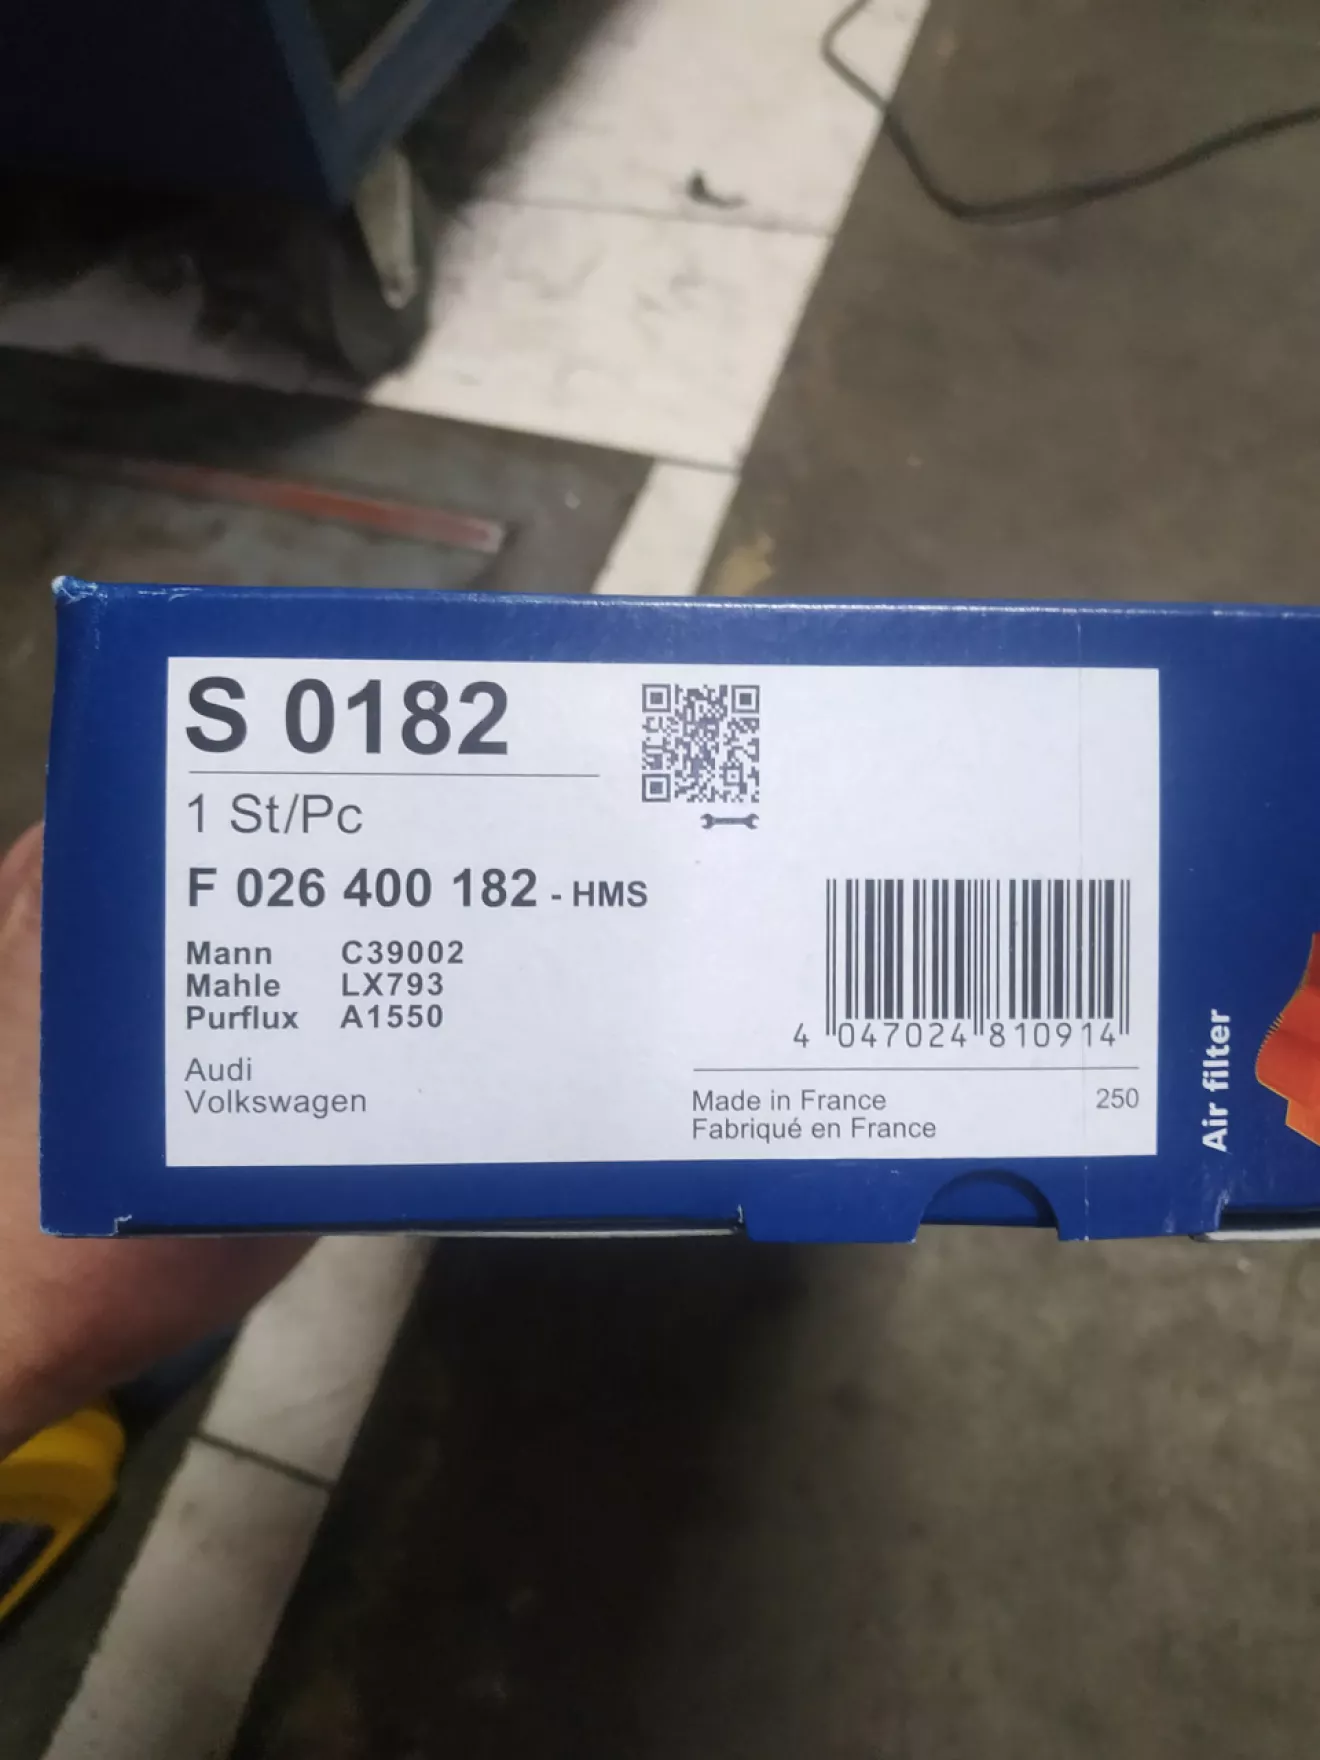 S 0182
1 St/Pc
F 026 400 182 - HMS
Mann C39002
Mahle LX793
Purflux A1550
Audi
Volkswagen
4 047024 810914
Made in France 250
Fabriqué en France
Air filter